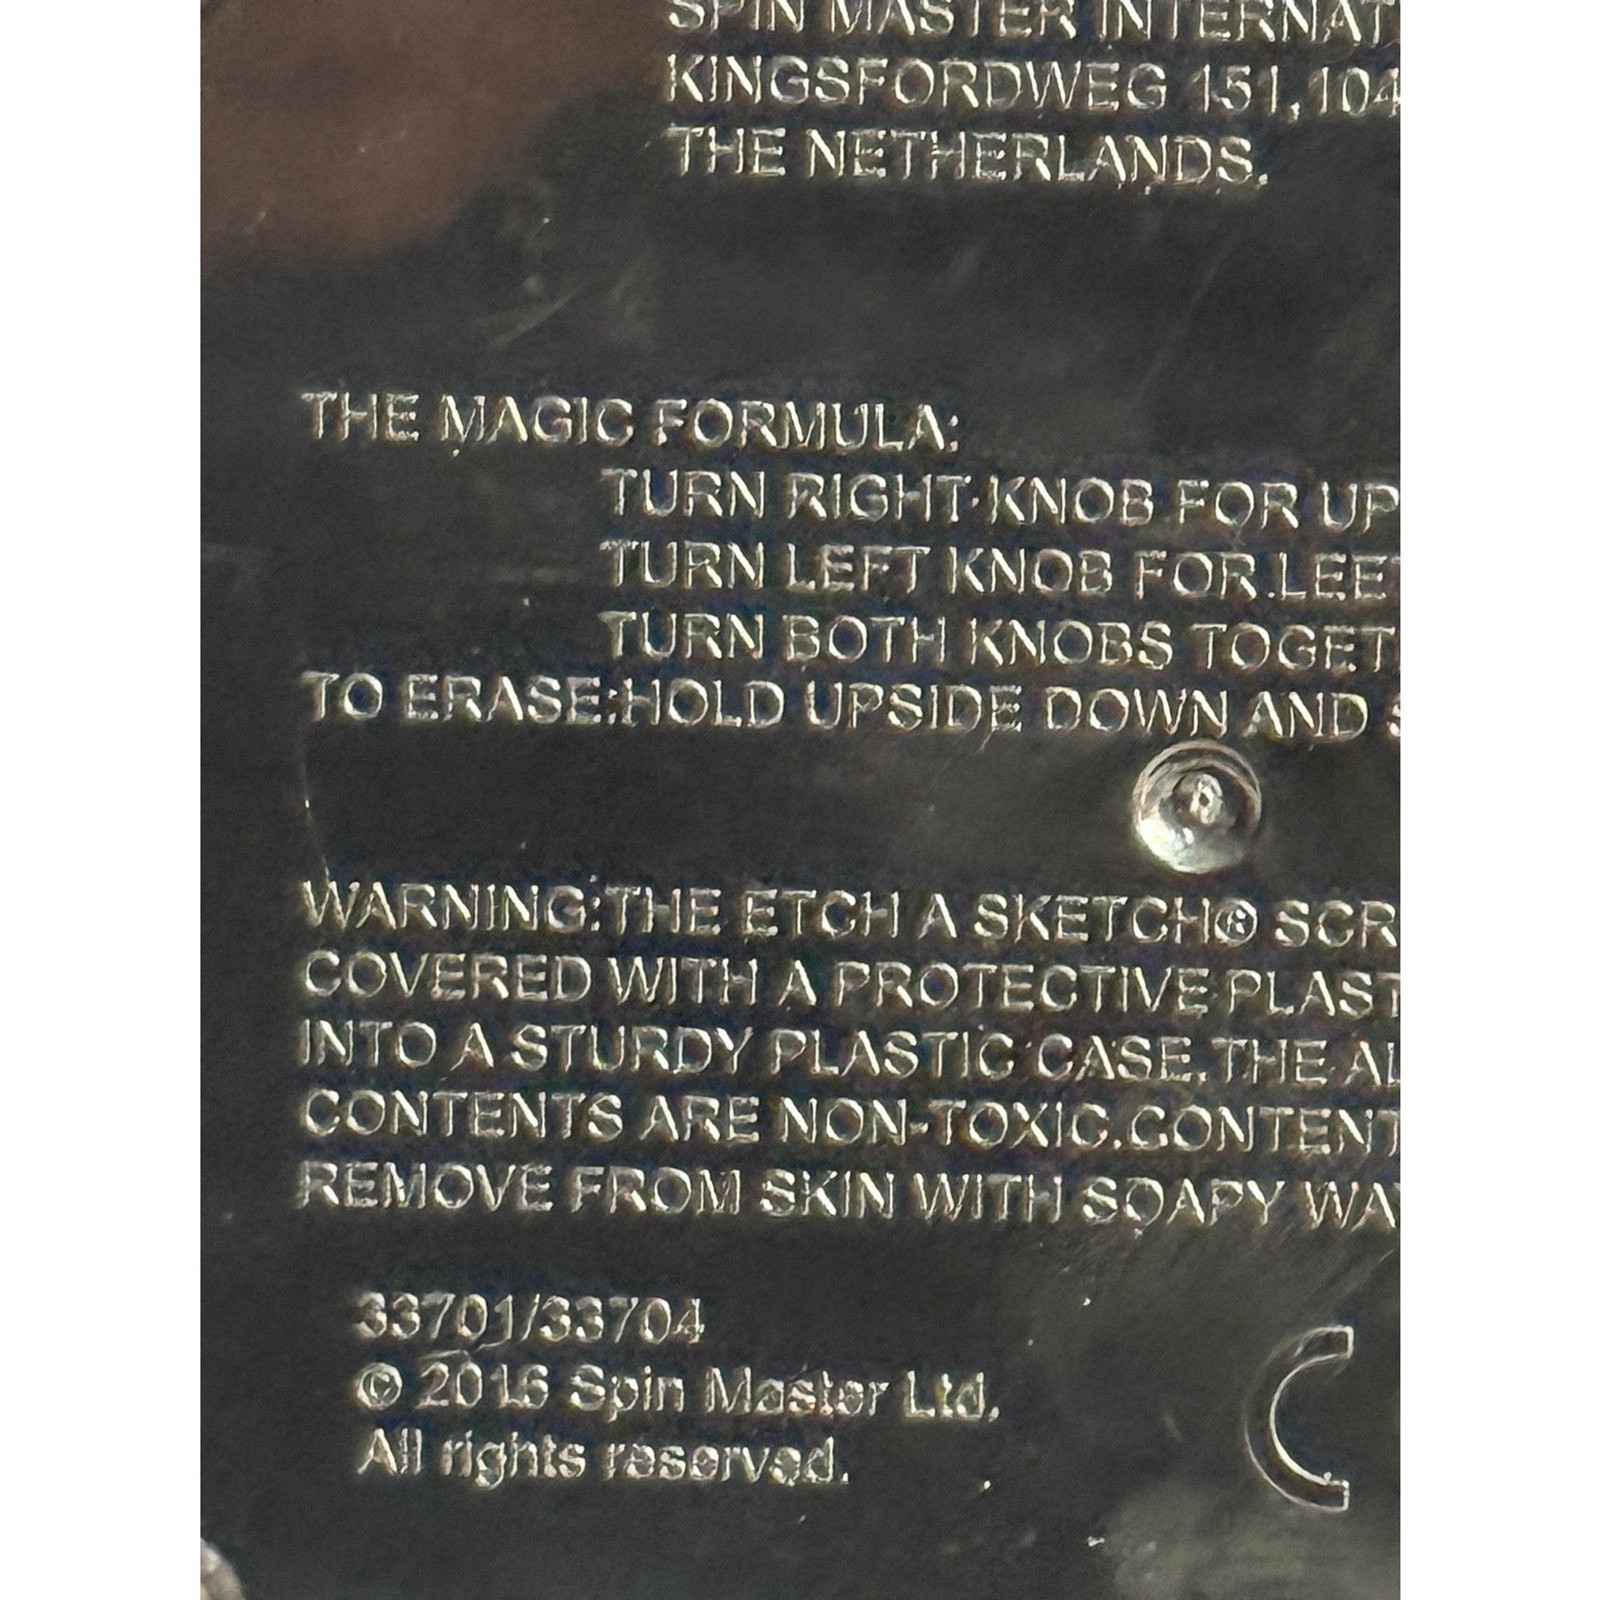 SPIN MASTER INTERNAT
KINGSFORDWEG 151,104
THE NETHERLANDS.
THE MAGIC FORMULA:
TURN RIGHT KNOB FOR UP
TURN LEFT KNOB FOR LEFT
TURN BOTH KNOBS TOGET
TO ERASE:HOLD UPSIDE DOWN AND S
WARNING:THE ETCH A SKETCH® SCR
COVERED WITH A PROTECTIVE PLAST
INTO A STURDY PLASTIC CASE.THE AL
CONTENTS ARE NON-TOXIC.CONTENT
REMOVE FROM SKIN WITH SOAPY WA
33701/33704
© 2016 Spin Master Ltd.
All rights reserved.